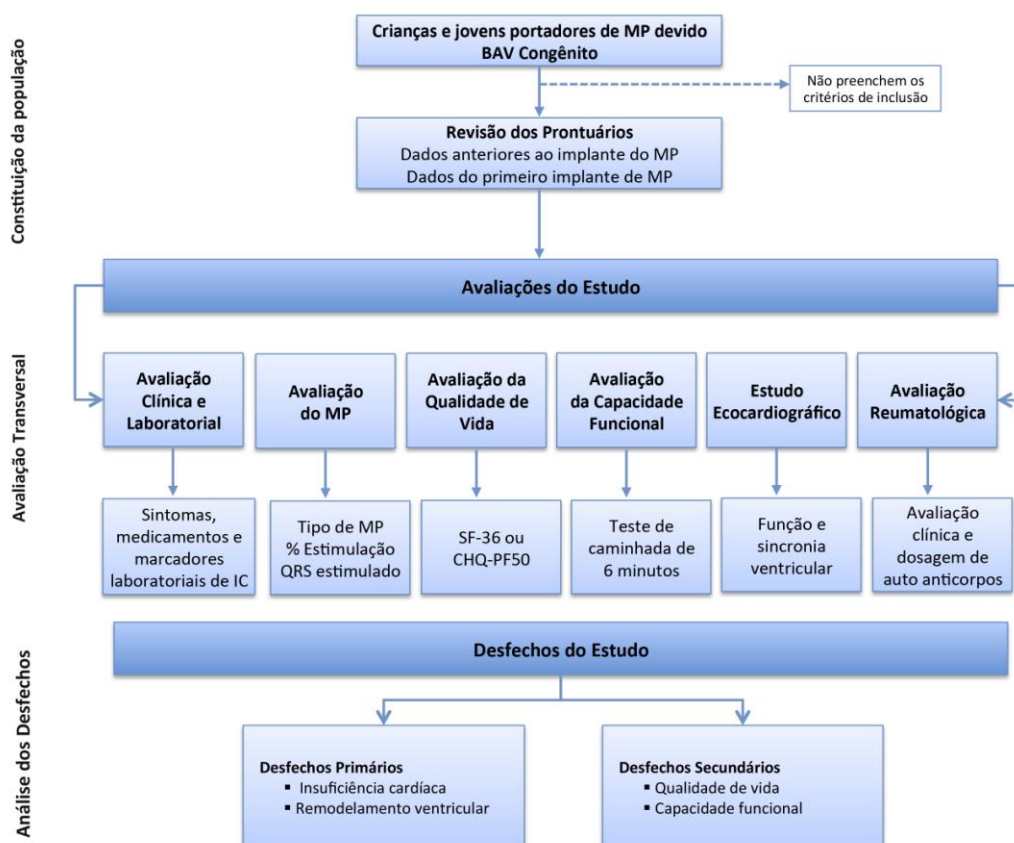 Constituição da população
Crianças e jovens portadores de MP devido
BAV Congênito
Não preenchem os
critérios de inclusão
Revisão dos Prontuários
Dados anteriores ao implante do MP
Dados do primeiro implante de MP
Avaliação Transversal
Avaliações do Estudo
Avaliação
Clínica e
Laboratorial
Avaliação
do MP
Avaliação da
Qualidade de
Vida
Avaliação
da Capacidade
Funcional
Estudo
Ecocardiográfico
Avaliação
Reumatológica
Sintomas,
medicamentos e
marcadores
laboratoriais de IC
Tipo de MP
% Estimulação
QRS estimulado
SF-36 ou
CHQ-PF50
Teste de
caminhada de
6 minutos
Função e
sincronia
ventricular
Avaliação
clínica e
dosagem de
auto anticorpos
Análise dos Desfechos
Desfechos do Estudo
Desfechos Primários
▪ Insuficiência cardíaca
▪ Remodelamento ventricular
Desfechos Secundários
▪ Qualidade de vida
▪ Capacidade funcional